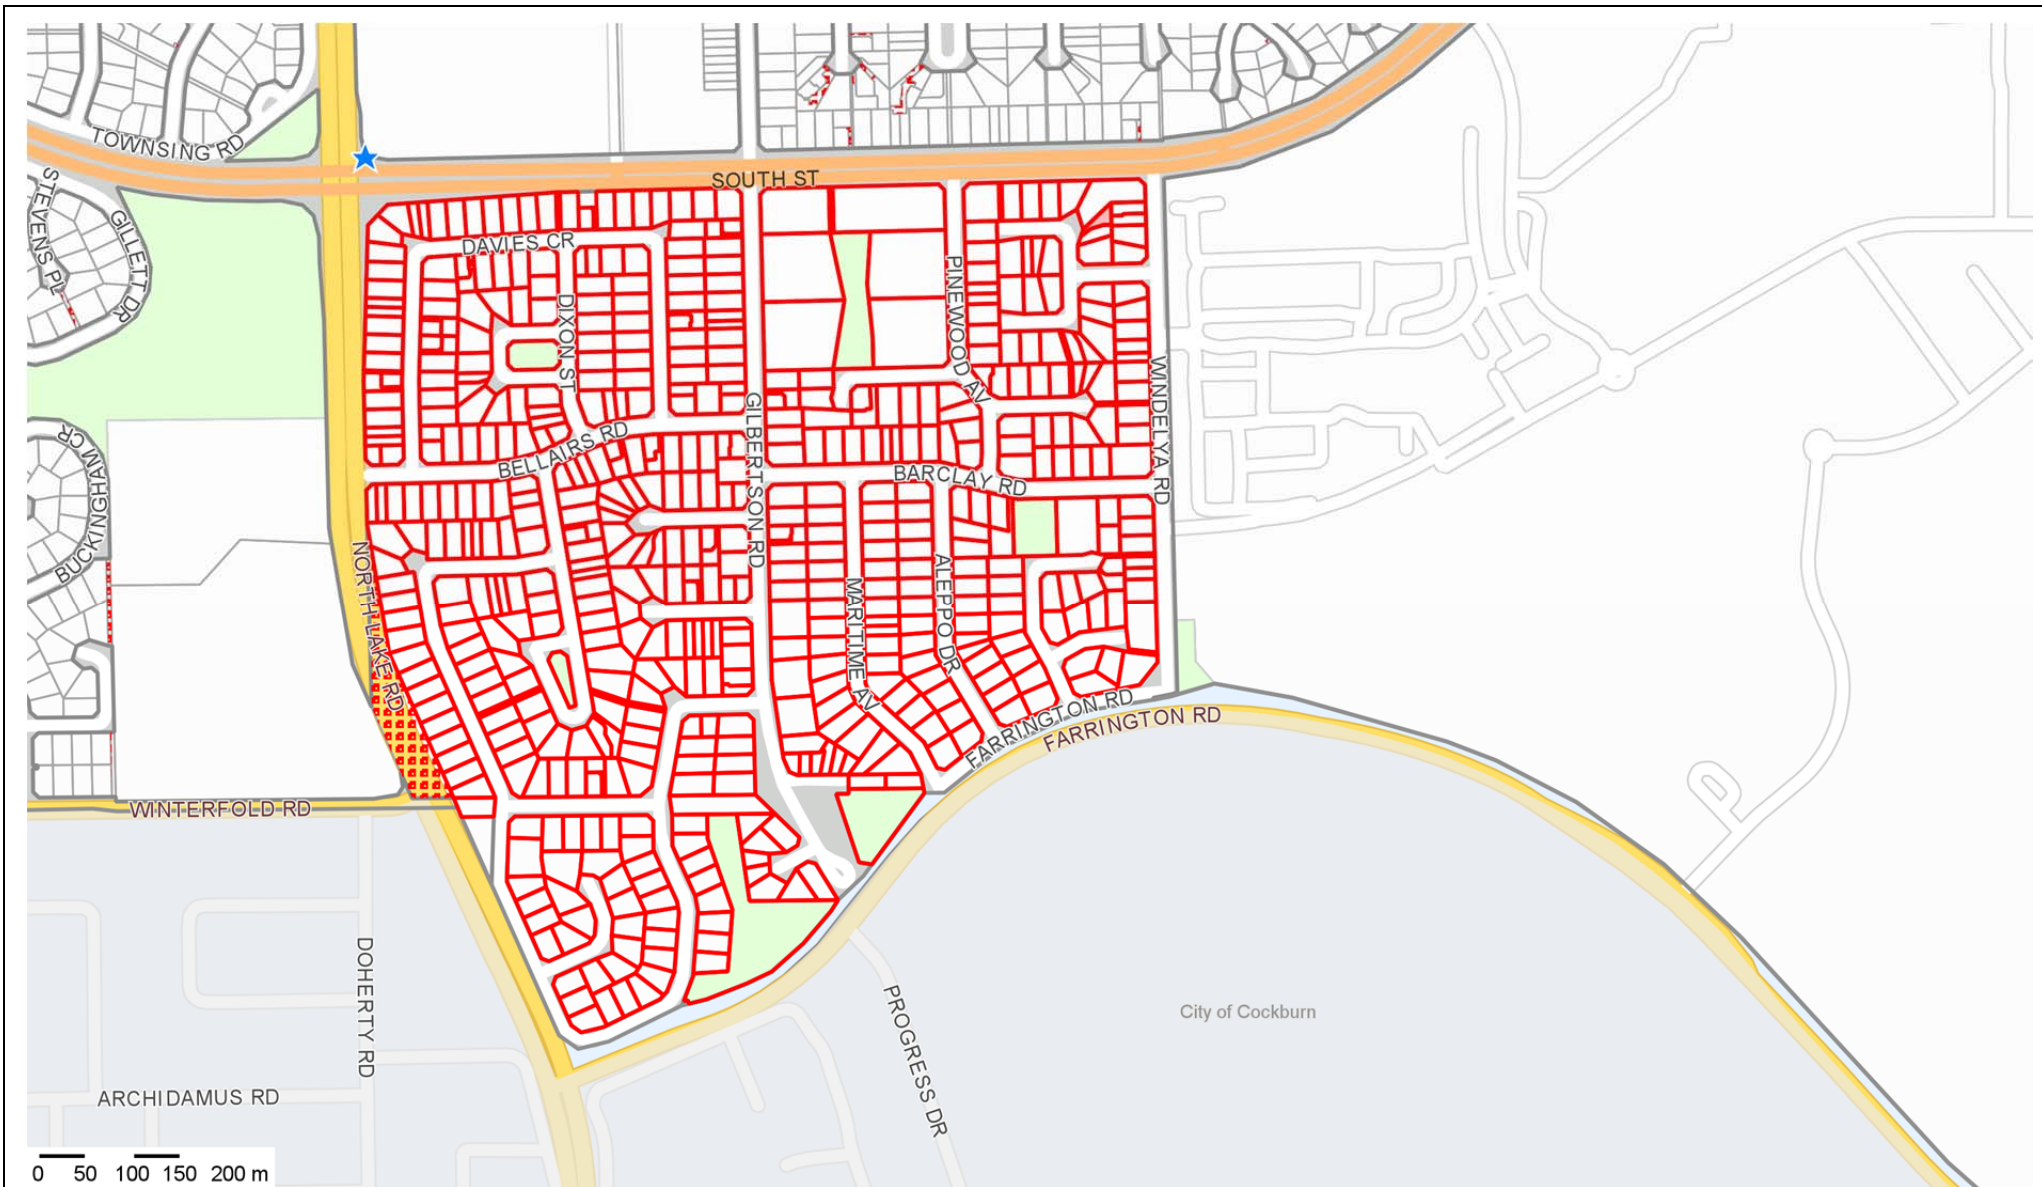 TOWNSING RD
SOUTH ST
STEVENS PL
GILLETT DR
DAVIES CR
DIXON ST
PINEWOOD AV
WINDELYA RD
GILBERTSON RD
BUCKINGHAM CR
BELLAIRS RD
BARCLAY RD
NORTH LAKE RD
MARITIME AV
ALEPPO DR
FARRINGTON RD
FARRINGTON RD
WINTERFOLD RD
DOHERTY RD
PROGRESS DR
City of Cockburn
ARCHIDAMUS RD
0 50 100 150 200 m